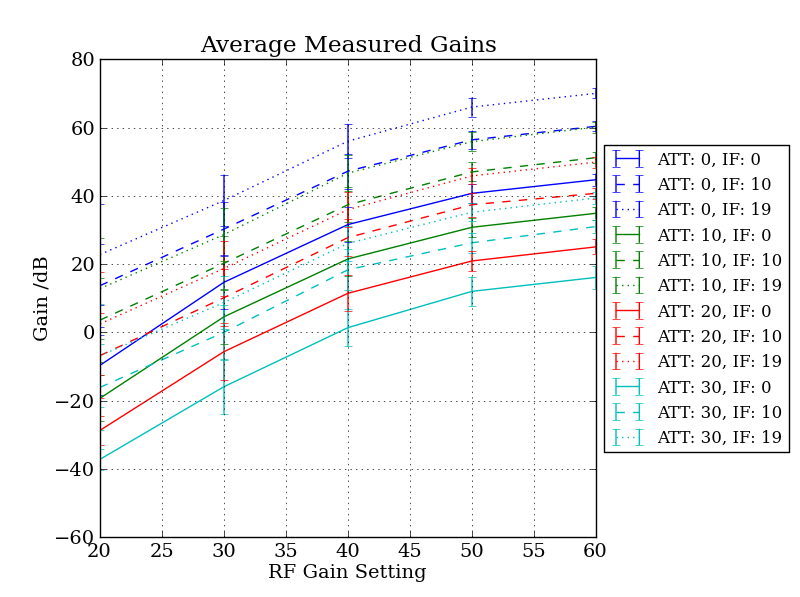 Average Measured Gains
Gain /dB
80
60
40
20
0
−20
−40
−60
20 25 30 35 40 45 50 55 60
RF Gain Setting
ATT: 0, IF: 0
ATT: 0, IF: 10
ATT: 0, IF: 19
ATT: 10, IF: 0
ATT: 10, IF: 10
ATT: 10, IF: 19
ATT: 20, IF: 0
ATT: 20, IF: 10
ATT: 20, IF: 19
ATT: 30, IF: 0
ATT: 30, IF: 10
ATT: 30, IF: 19